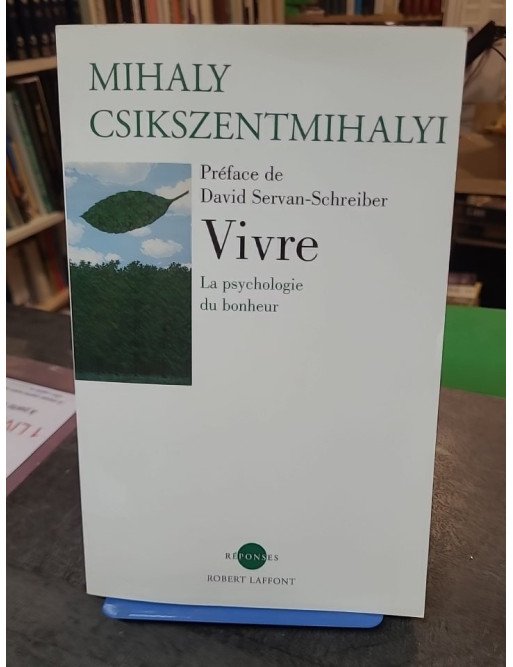 MIHALY
CSIKSZENTMIHALYI
Préface de
David Servan-Schreiber
Vivre
La psychologie
du bonheur
RÉPONSES
ROBERT LAFFONT